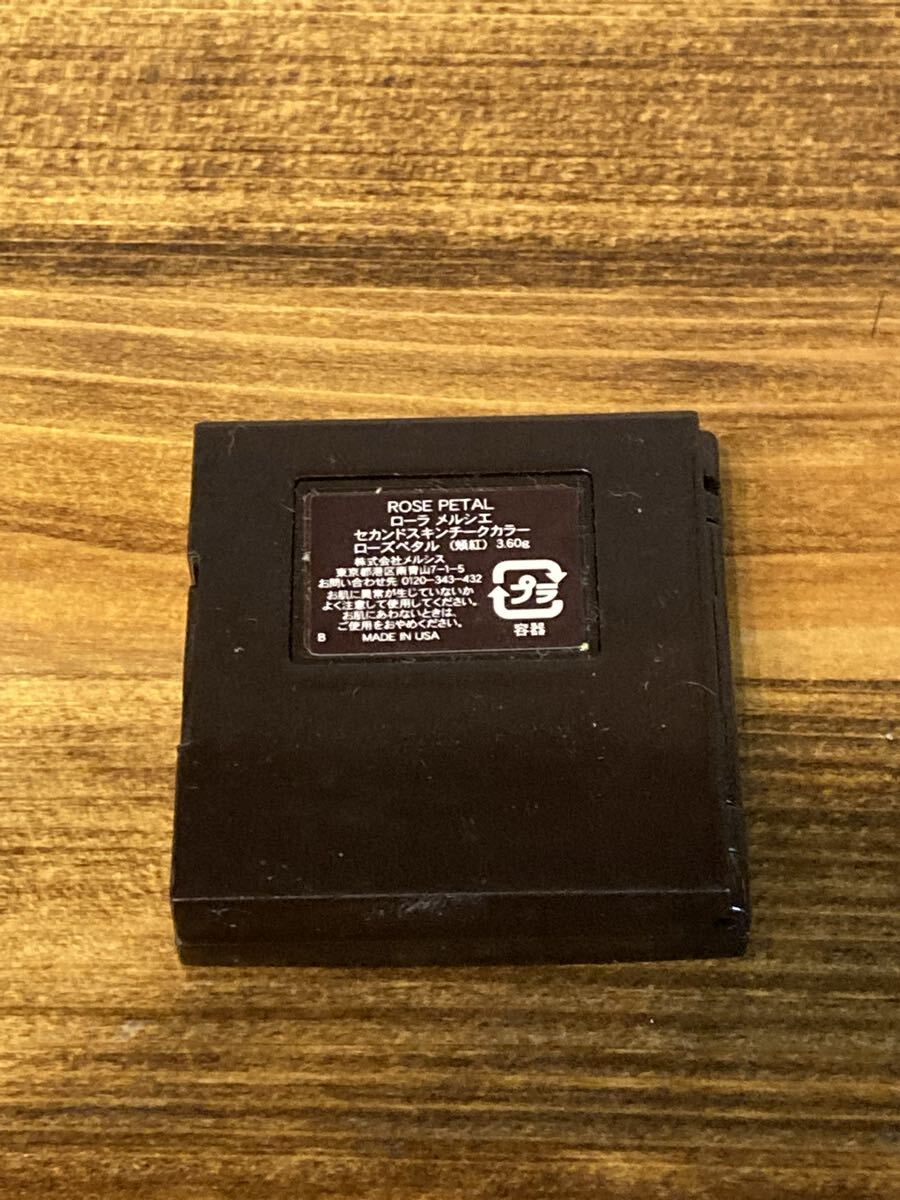 ROSE PETAL
ローラ メルシエ
セカンドスキンチークカラー
ローズペタル (頬紅) 3.60g
株式会社メルシス
東京都港区南青山7-1-5
お問い合わせ先 0120-343-432
お肌に異常が生じていないか
よく注意して使用してください。
お肌にあわないときは、
ご使用をおやめください。
B MADE IN USA
プラ
容器